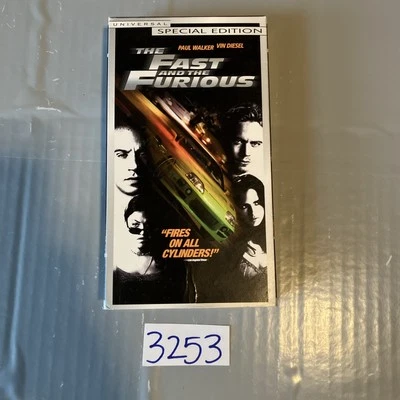 UNIVERSAL
SPECIAL EDITION
PAUL WALKER VIN DIESEL
THE
FAST
AND THE
FURIOUS
"FIRES
ON ALL
CYLINDERS!"
3253